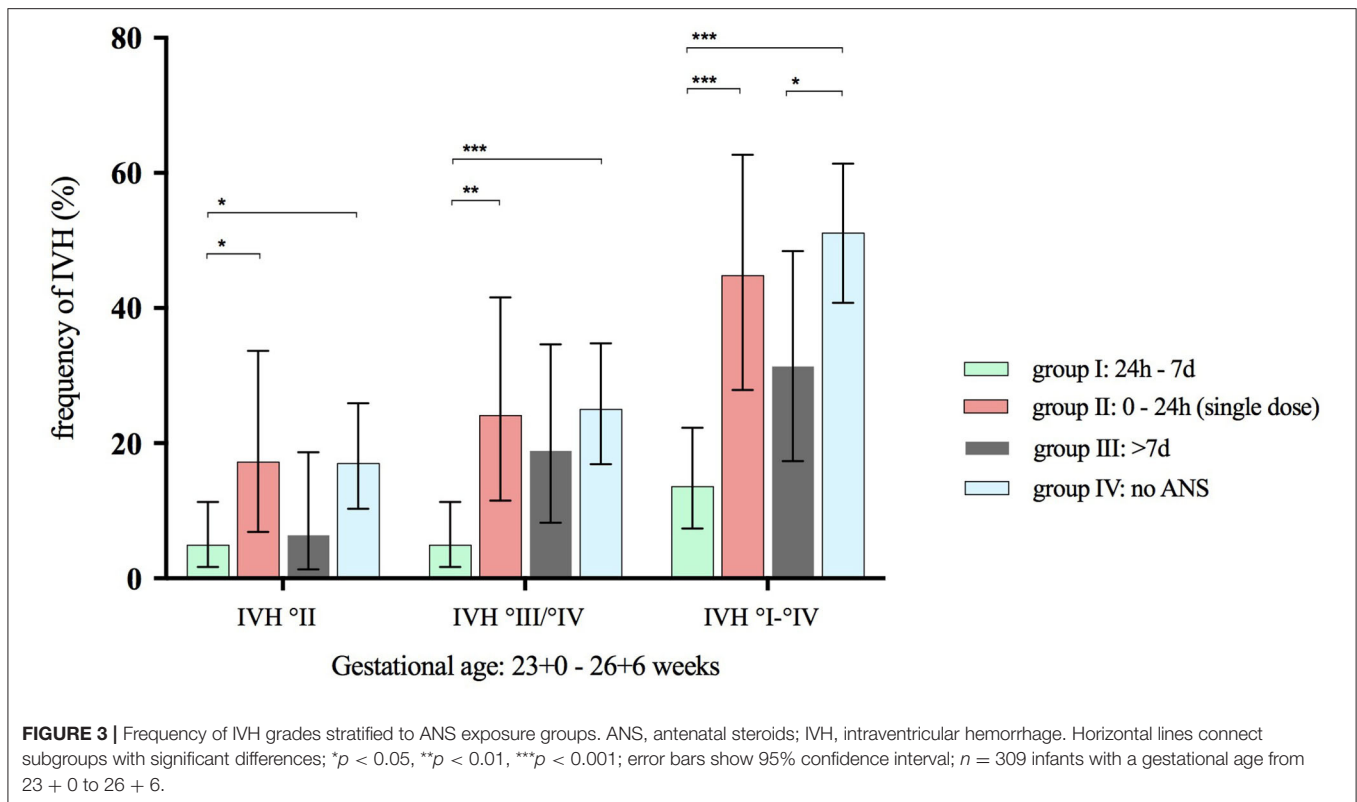 80
60
40
20
0
frequency of IVH (%)
*
*
***
**
***
***
*
IVH °II
IVH °III/°IV
IVH °I-°IV
Gestational age: 23+0 - 26+6 weeks
group I: 24h - 7d
group II: 0 - 24h (single dose)
group III: >7d
group IV: no ANS
FIGURE 3 | Frequency of IVH grades stratified to ANS exposure groups. ANS, antenatal steroids; IVH, intraventricular hemorrhage. Horizontal lines connect
subgroups with significant differences; *p < 0.05, **p < 0.01, ***p < 0.001; error bars show 95% confidence interval; n = 309 infants with a gestational age from
23 + 0 to 26 + 6.